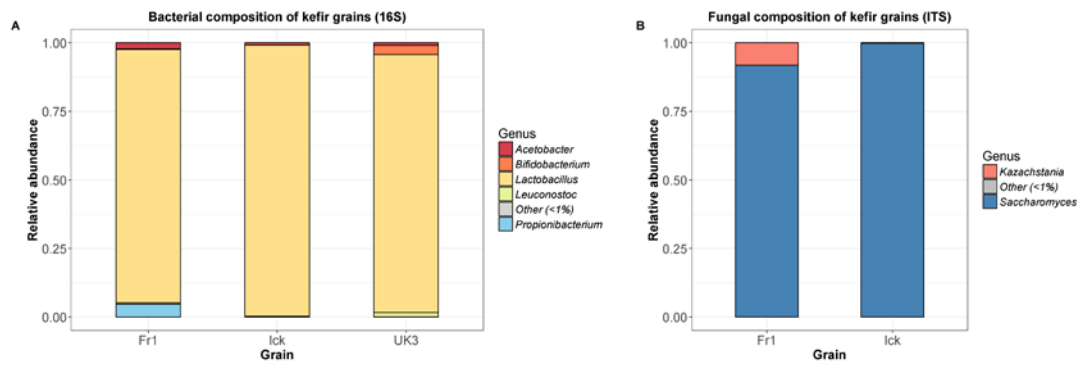 A
Bacterial composition of kefir grains (16S)
Relative abundance
1.00
0.75
0.50
0.25
0.00
Fr1
Ick
UK3
Grain
Genus
Acetobacter
Bifidobacterium
Lactobacillus
Leuconostoc
Other (<1%)
Propionibacterium
B
Fungal composition of kefir grains (ITS)
Relative abundance
1.00
0.75
0.50
0.25
0.00
Fr1
Ick
Grain
Genus
Kazachstania
Other (<1%)
Saccharomyces